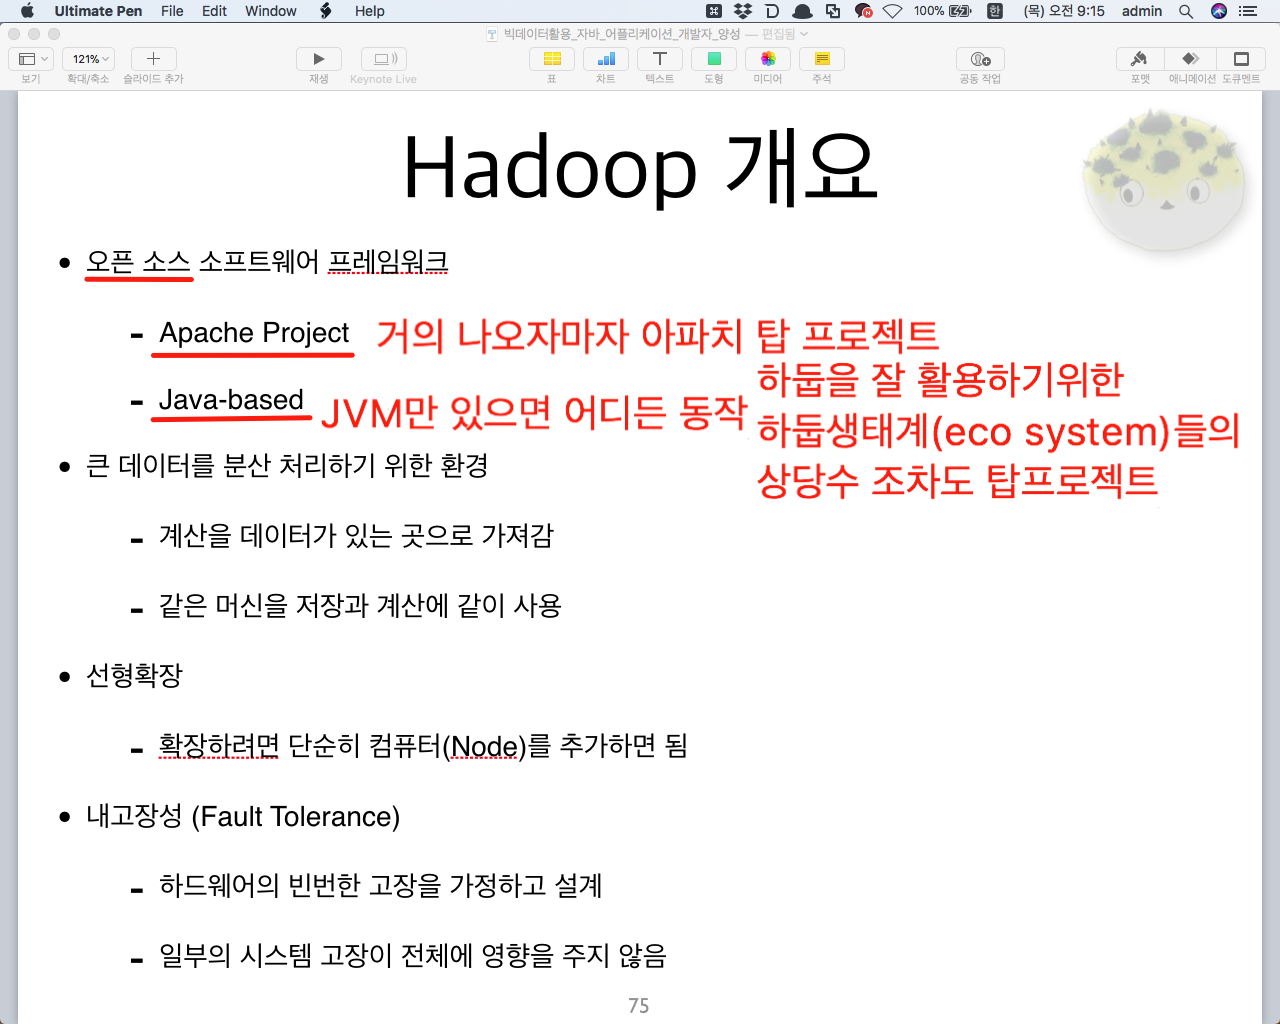 Ultimate Pen File Edit Window Help 100% 한 (목) 오전 9:15 admin
빅데이터활용_자바_어플리케이션_개발자_양성 — 편집됨
121%
보기 확대/축소 슬라이드 추가 재생 Keynote Live 표 차트 텍스트 도형 미디어 주석 공동 작업 포맷 애니메이션 도큐멘트
Hadoop 개요
• 오픈 소스 소프트웨어 프레임워크
- Apache Project 거의 나오자마자 아파치 탑 프로젝트
하둡을 잘 활용하기위한
- Java-based JVM만 있으면 어디든 동작
하둡생태계(eco system)들의
• 큰 데이터를 분산 처리하기 위한 환경
상당수 조차도 탑프로젝트
- 계산을 데이터가 있는 곳으로 가져감
- 같은 머신을 저장과 계산에 같이 사용
• 선형확장
- 확장하려면 단순히 컴퓨터(Node)를 추가하면 됨
• 내고장성 (Fault Tolerance)
- 하드웨어의 빈번한 고장을 가정하고 설계
- 일부의 시스템 고장이 전체에 영향을 주지 않음
75